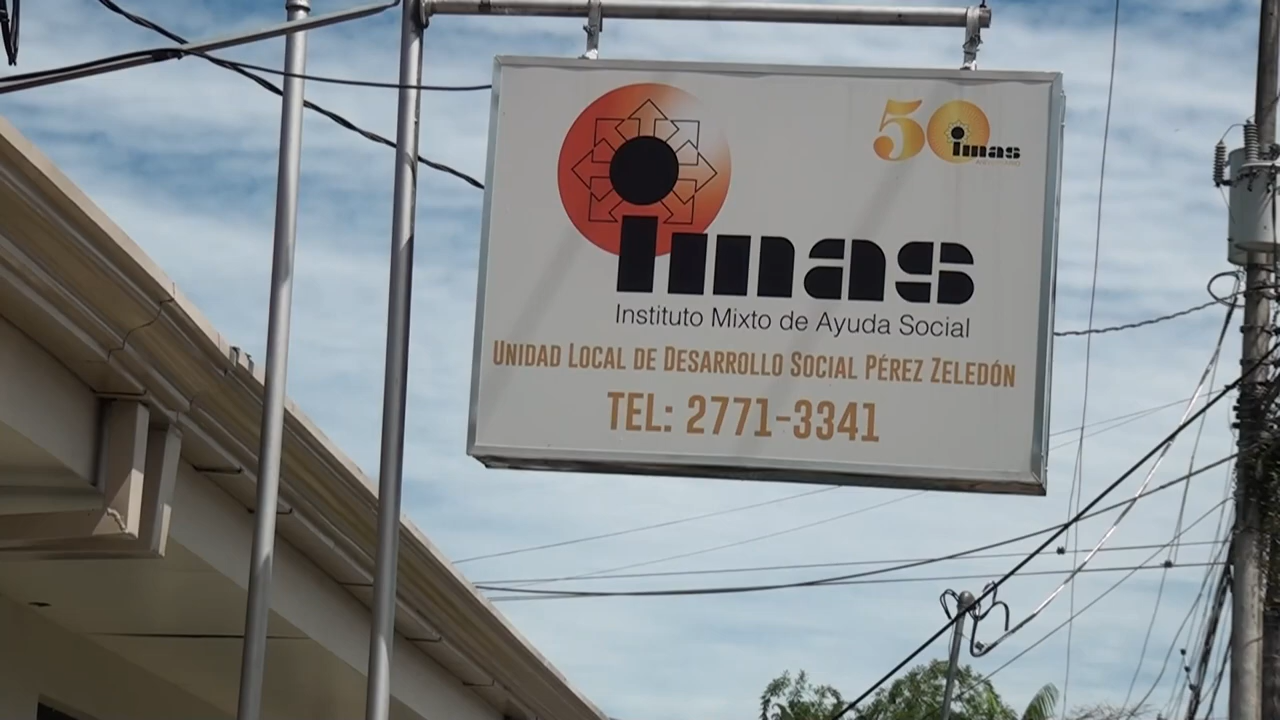 50 imas
imas
Instituto Mixto de Ayuda Social
UNIDAD LOCAL DE DESARROLLO SOCIAL PÉREZ ZELEDÓN
TEL: 2771-3341